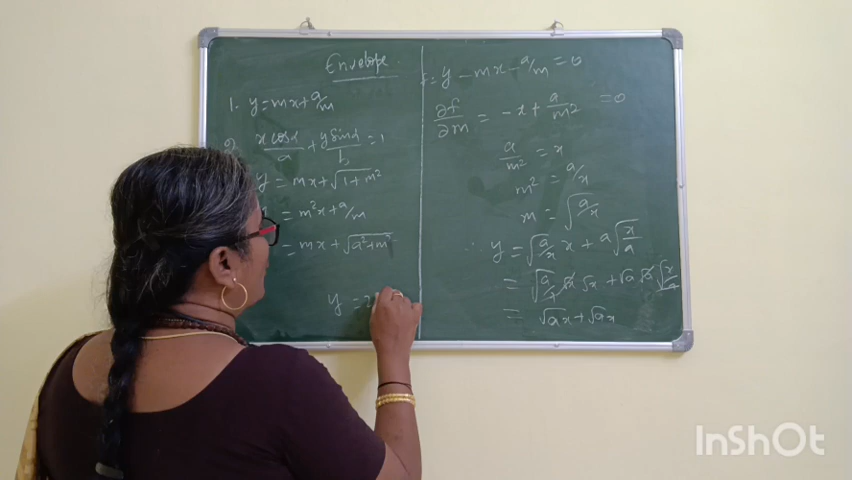 Envelope
1. y = mx + a/m
2. x cosα/a + y sinα/b = 1
y = mx + √1+m²
= m²x + a/m
= mx + √a²+m²
y = 2
f = y - mx - a/m = 0
∂f/∂m = -x + a/m² = 0
a/m² = x
m² = a/x
m = √a/x
∴ y = √a/x x + a√x/a
= √a/x √x √x + √a √a √x/a
= √ax + √ax
InShOt